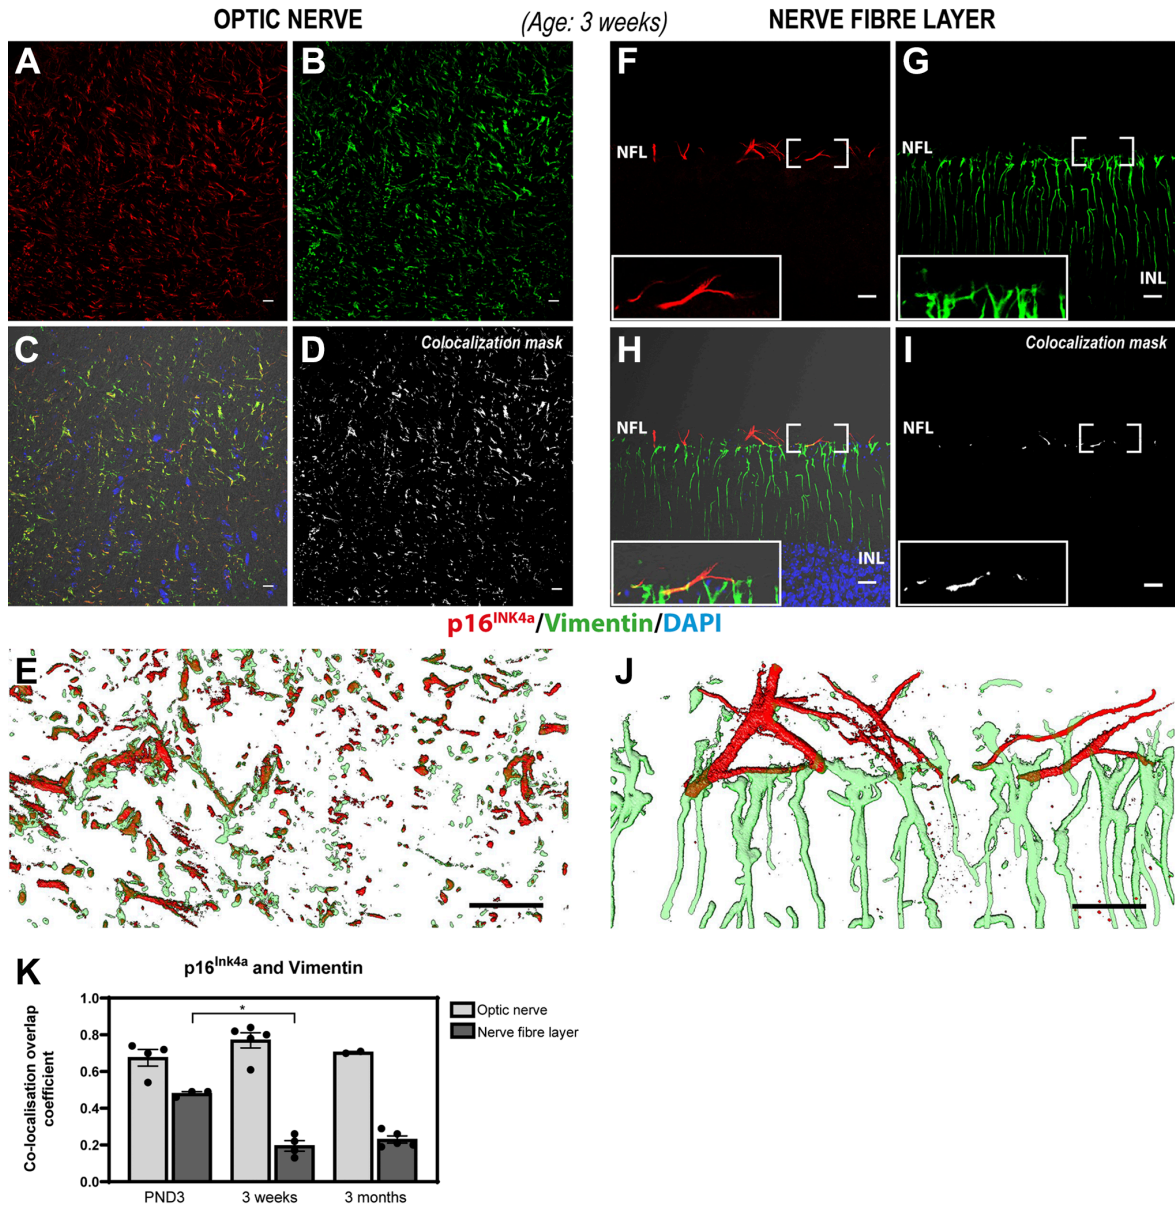 OPTIC NERVE (Age: 3 weeks) NERVE FIBRE LAYER
A B F G
NFL NFL
INL
C D Colocalization mask H I Colocalization mask
NFL NFL
INL
p16INK4a/Vimentin/DAPI
E J
K
p16Ink4a and Vimentin
Co-localisation overlap
coefficient
1.0
0.8
0.6
0.4
0.2
0.0
*
Optic nerve
Nerve fibre layer
PND3 3 weeks 3 months